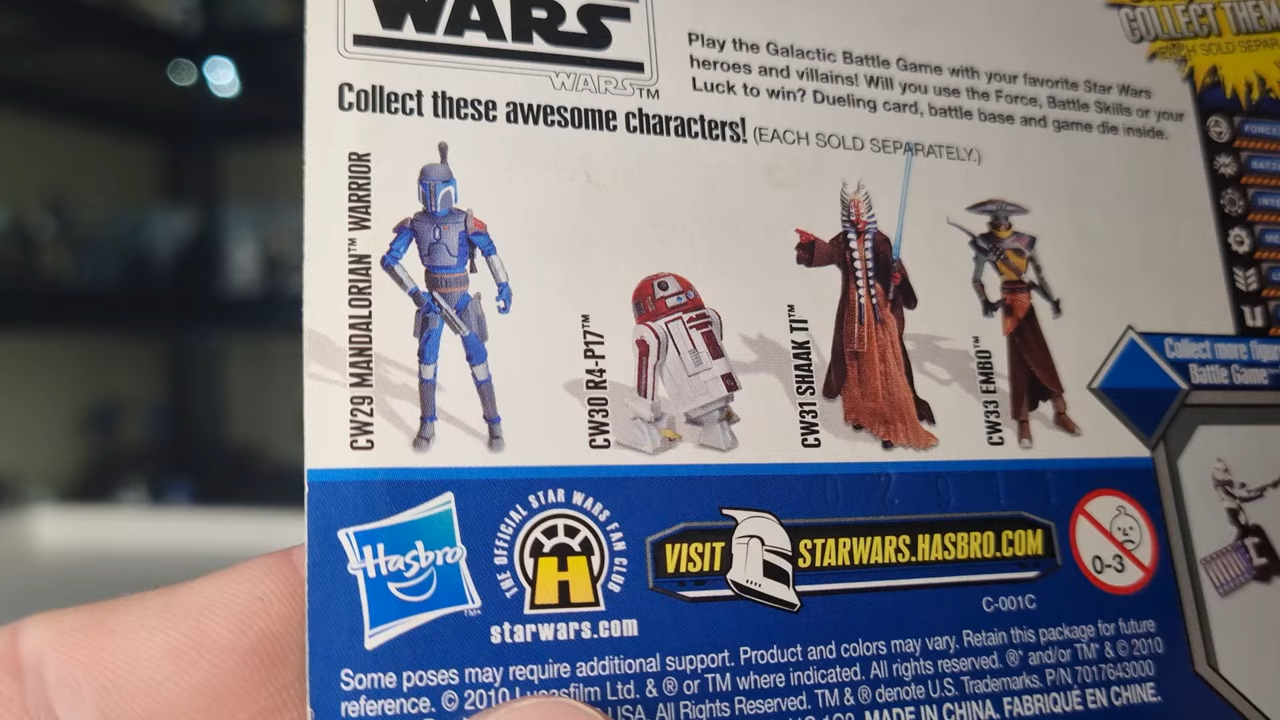 WARS
WARS™
COLLECT THEM
Play the Galactic Battle Game with your favorite Star Wars
heroes and villains! Will you use the Force, Battle Skills or your
Luck to win? Dueling card, battle base and game die inside.
Collect these awesome characters! (EACH SOLD SEPARATELY.)
CW29 MANDALORIAN™ WARRIOR
CW30 R4-P17™
CW31 SHAAK TI™
CW33 EMBO™
FORCE
Collect more
Battle Game
Hasbro
THE OFFICIAL STAR WARS FAN CLUB
H
starwars.com
VISIT STARWARS.HASBRO.COM
0-3
C-001C
Some poses may require additional support. Product and colors may vary. Retain this package for future
reference. © 2010 Lucasfilm Ltd. & ® or TM where indicated. All rights reserved. ®* and/or TM* & © 2010
USA. All Rights Reserved. TM & ® denote U.S. Trademarks. P/N 7017643000
MADE IN CHINA. FABRIQUÉ EN CHINE.